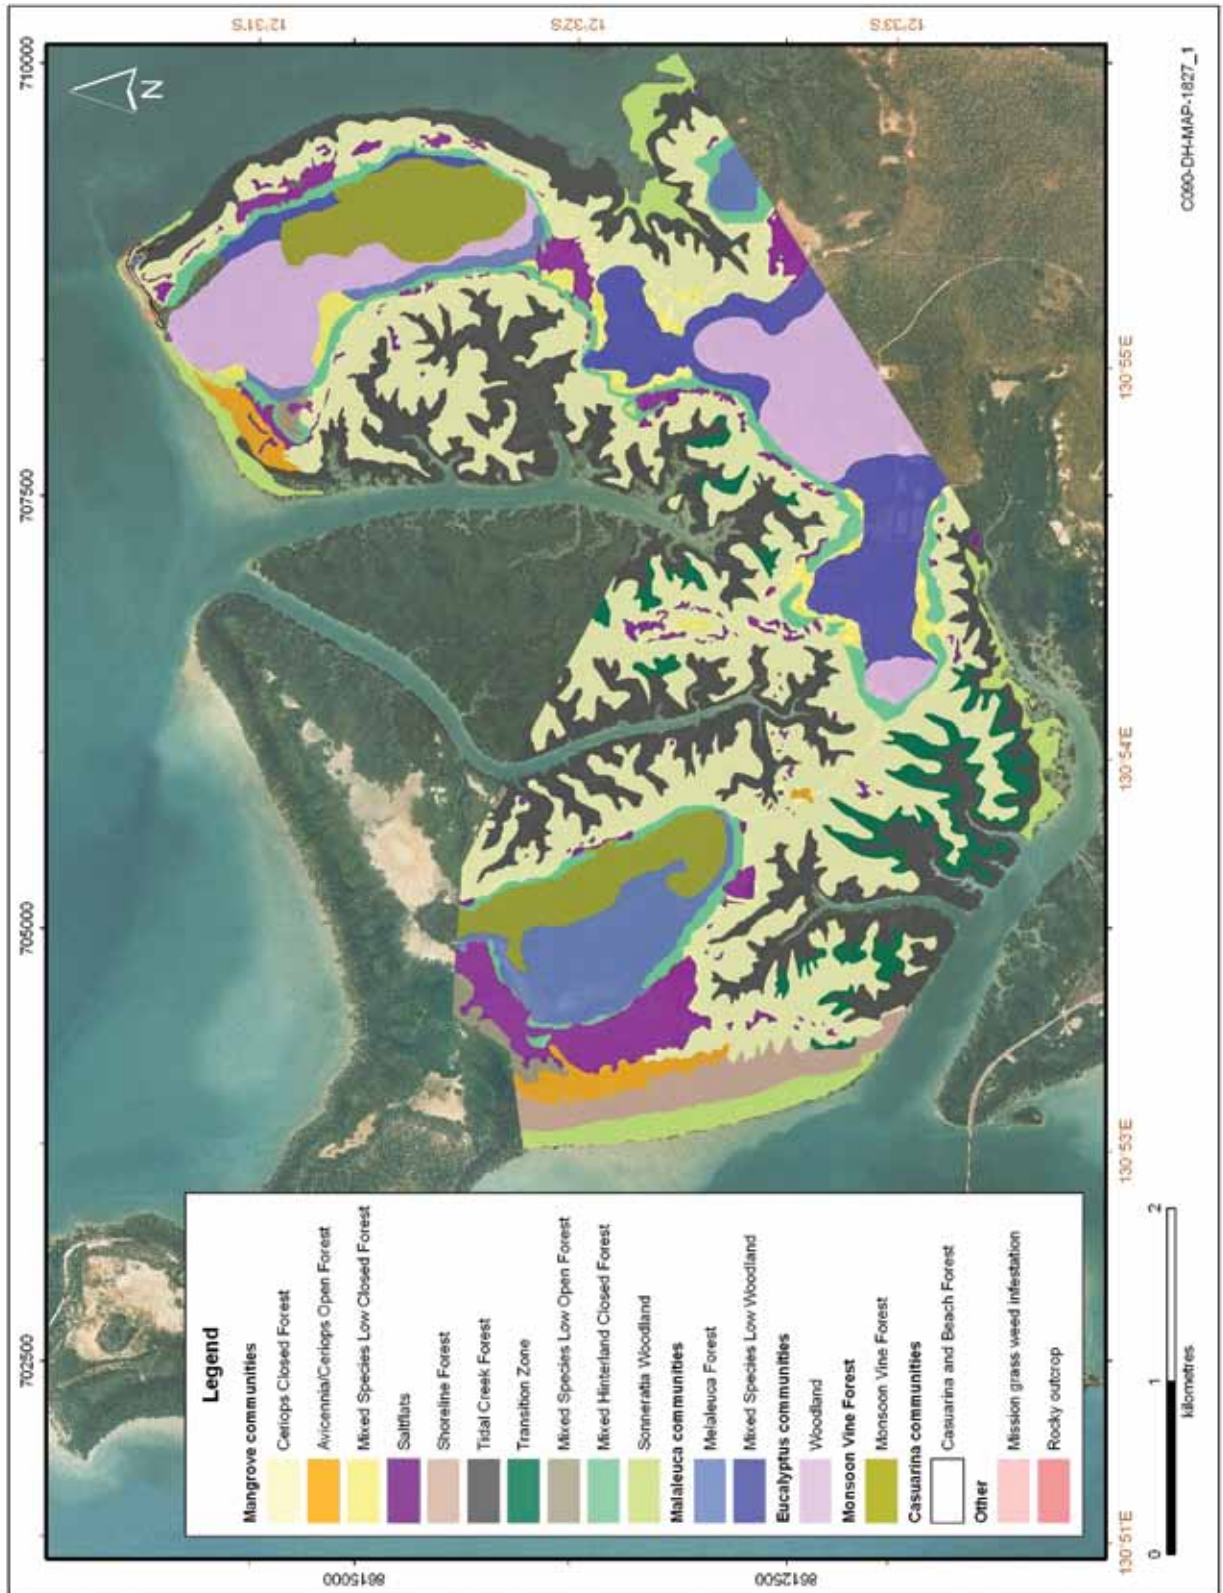 702500
705000
707500
710000
12°31'S
12°32'S
12°33'S
8615000
8612500
130°51'E
130°53'E
130°54'E
130°55'E
N
Legend
Mangrove communities
Ceriops Closed Forest
Avicennia/Ceriops Open Forest
Mixed Species Low Closed Forest
Saltflats
Shoreline Forest
Tidal Creek Forest
Transition Zone
Mixed Species Low Open Forest
Mixed Hinterland Closed Forest
Sonneratia Woodland
Malaleuca communities
Melaleuca Forest
Mixed Species Low Woodland
Eucalyptus communities
Woodland
Monsoon Vine Forest
Monsoon Vine Forest
Casuarina communities
Casuarina and Beach Forest
Other
Mission grass weed infestation
Rocky outcrop
0 1 2
kilometres
C090-DH-MAP-1827_1